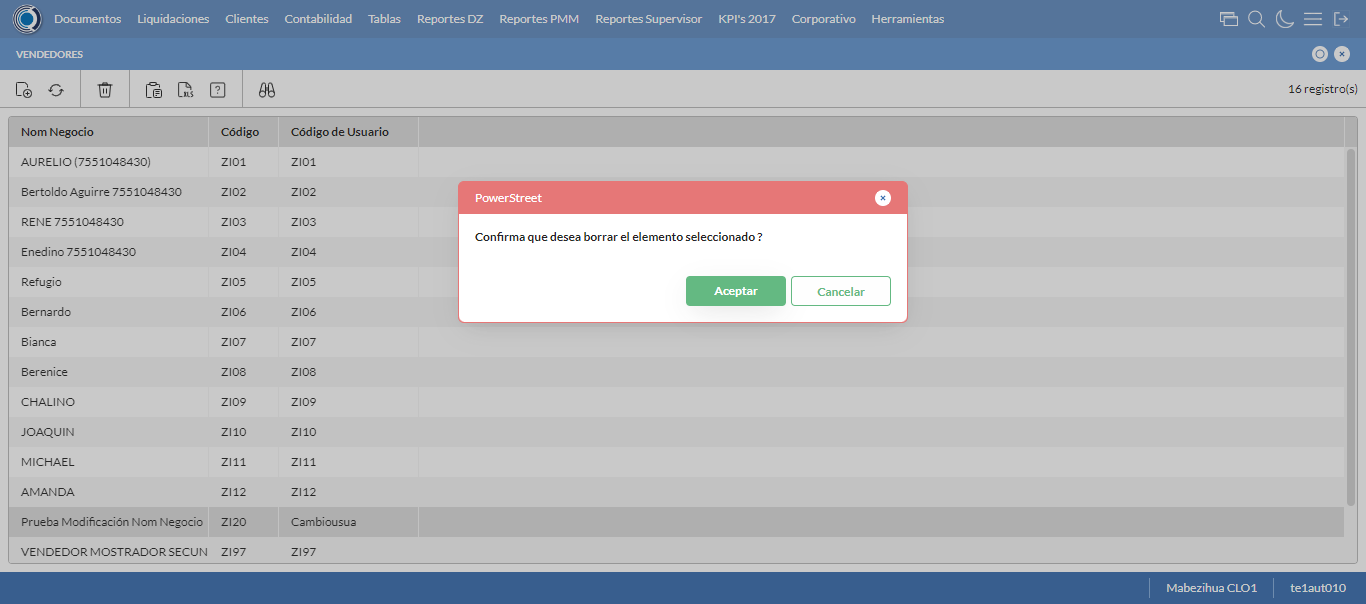 Documentos Liquidaciones Clientes Contabilidad Tablas Reportes DZ Reportes PMM Reportes Supervisor KPI's 2017 Corporativo Herramientas
VENDEDORES
XLS ? 16 registro(s)
Nom Negocio Código Código de Usuario
AURELIO (7551048430) ZI01 ZI01
Bertoldo Aguirre 7551048430 ZI02 ZI02
RENE 7551048430 ZI03 ZI03
Enedino 7551048430 ZI04 ZI04
Refugio ZI05 ZI05
Bernardo ZI06 ZI06
Bianca ZI07 ZI07
Berenice ZI08 ZI08
CHALINO ZI09 ZI09
JOAQUIN ZI10 ZI10
MICHAEL ZI11 ZI11
AMANDA ZI12 ZI12
Prueba Modificación Nom Negocio ZI20 Cambiousua
VENDEDOR MOSTRADOR SECUN ZI97 ZI97
PowerStreet
Confirma que desea borrar el elemento seleccionado ?
Aceptar Cancelar
Mabezihua CLO1 te1aut010